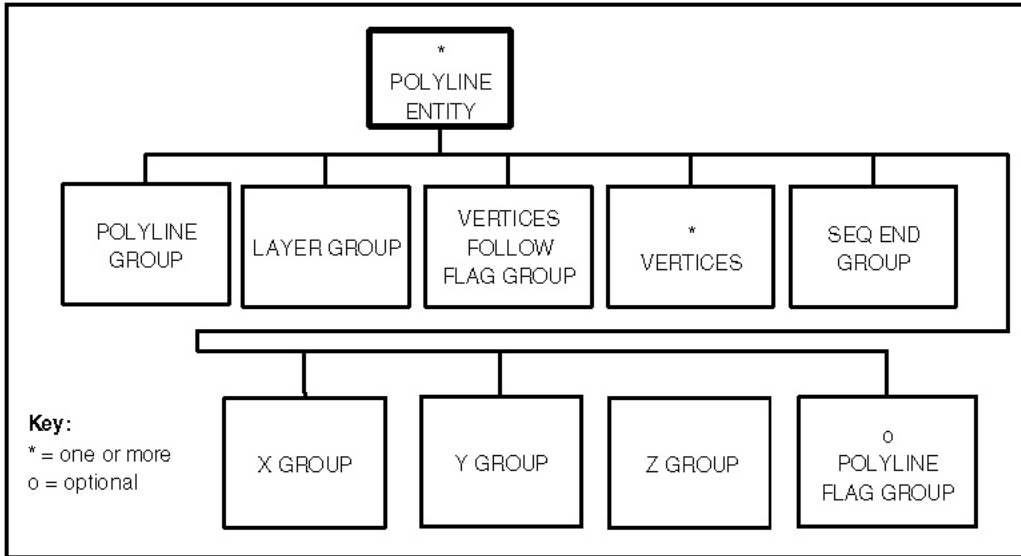 *
POLYLINE
ENTITY
POLYLINE
GROUP
LAYER GROUP
VERTICES
FOLLOW
FLAG GROUP
*
VERTICES
SEQ END
GROUP
Key:
* = one or more
o = optional
X GROUP
Y GROUP
Z GROUP
o
POLYLINE
FLAG GROUP